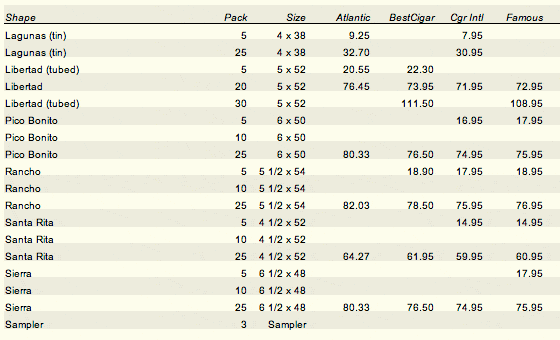 Shape Pack Size Atlantic BestCigar Cgr Intl Famous
Lagunas (tin) 5 4 x 38 9.25 7.95
Lagunas (tin) 25 4 x 38 32.70 30.95
Libertad (tubed) 5 5 x 52 20.55 22.30
Libertad 20 5 x 52 76.45 73.95 71.95 72.95
Libertad (tubed) 30 5 x 52 111.50 108.95
Pico Bonito 5 6 x 50 16.95 17.95
Pico Bonito 10 6 x 50
Pico Bonito 25 6 x 50 80.33 76.50 74.95 75.95
Rancho 5 5 1/2 x 54 18.90 17.95 18.95
Rancho 10 5 1/2 x 54
Rancho 25 5 1/2 x 54 82.03 78.50 75.95 76.95
Santa Rita 5 4 1/2 x 52 14.95 14.95
Santa Rita 10 4 1/2 x 52
Santa Rita 25 4 1/2 x 52 64.27 61.95 59.95 60.95
Sierra 5 6 1/2 x 48 17.95
Sierra 10 6 1/2 x 48
Sierra 25 6 1/2 x 48 80.33 76.50 74.95 75.95
Sampler 3 Sampler